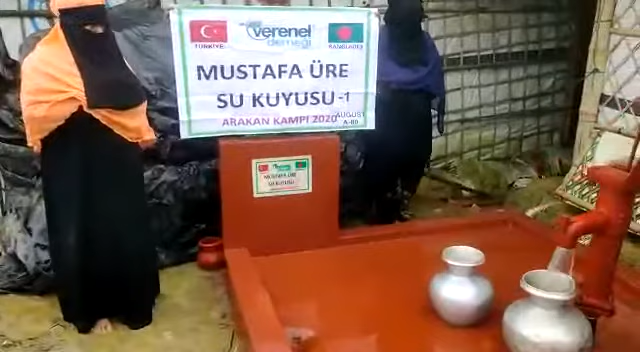 verenel
derneği
TÜRKİYE
BANGLADEŞ
MUSTAFA ÜRE
SU KUYUSU-1
ARAKAN KAMPI 2020
AUGUST
A-80
MUSTAFA ÜRE
SU KUYUSU